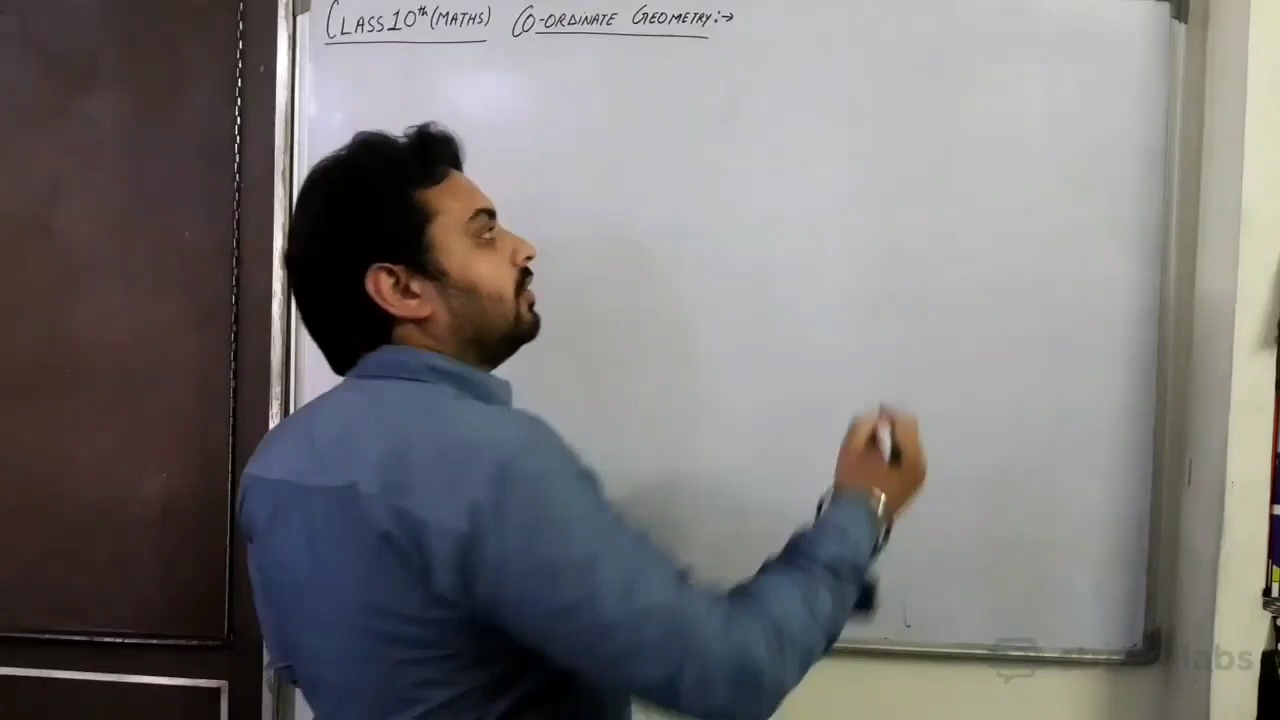 CLASS 10th (MATHS) CO-ORDINATE GEOMETRY:→